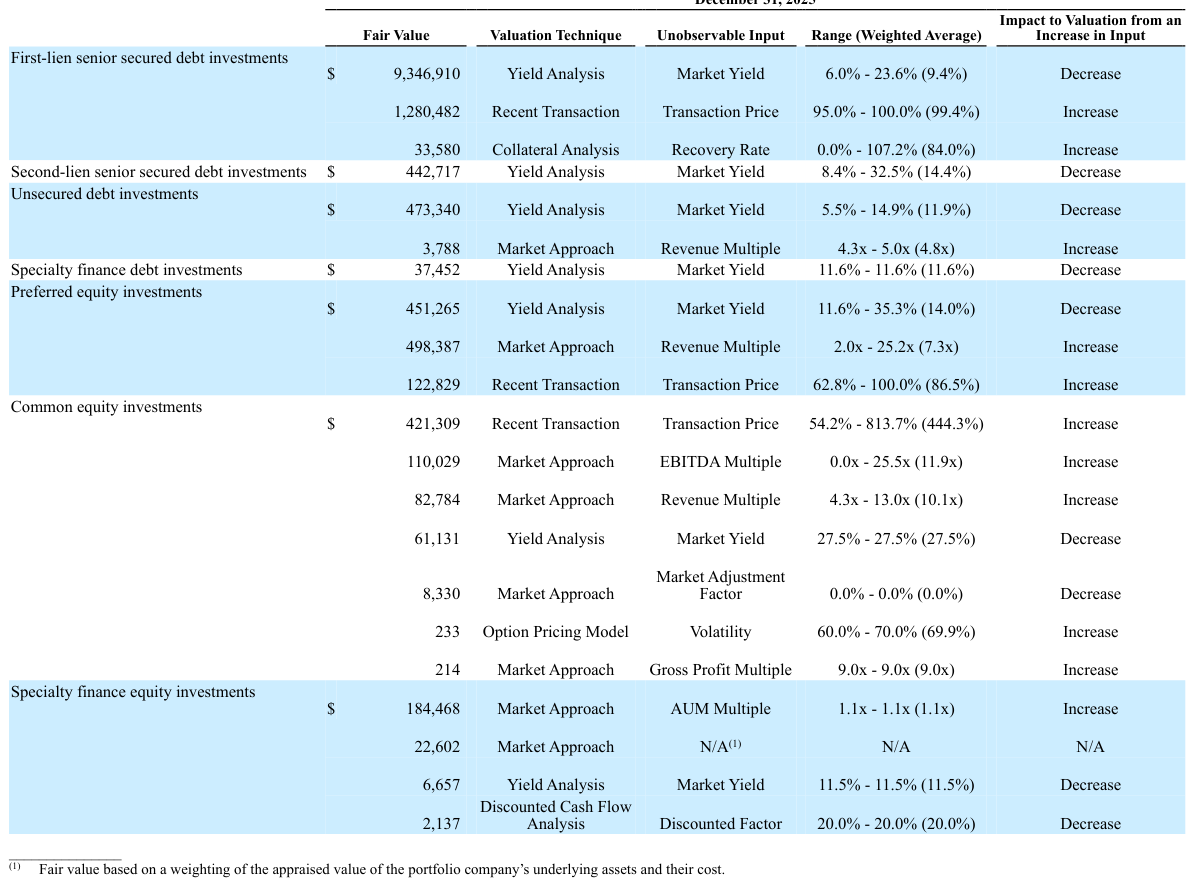 December 31, 2025
Fair Value Valuation Technique Unobservable Input Range (Weighted Average) Impact to Valuation from an Increase in Input
First-lien senior secured debt investments
$ 9,346,910 Yield Analysis Market Yield 6.0% - 23.6% (9.4%) Decrease
1,280,482 Recent Transaction Transaction Price 95.0% - 100.0% (99.4%) Increase
33,580 Collateral Analysis Recovery Rate 0.0% - 107.2% (84.0%) Increase
Second-lien senior secured debt investments $ 442,717 Yield Analysis Market Yield 8.4% - 32.5% (14.4%) Decrease
Unsecured debt investments
$ 473,340 Yield Analysis Market Yield 5.5% - 14.9% (11.9%) Decrease
3,788 Market Approach Revenue Multiple 4.3x - 5.0x (4.8x) Increase
Specialty finance debt investments $ 37,452 Yield Analysis Market Yield 11.6% - 11.6% (11.6%) Decrease
Preferred equity investments
$ 451,265 Yield Analysis Market Yield 11.6% - 35.3% (14.0%) Decrease
498,387 Market Approach Revenue Multiple 2.0x - 25.2x (7.3x) Increase
122,829 Recent Transaction Transaction Price 62.8% - 100.0% (86.5%) Increase
Common equity investments
$ 421,309 Recent Transaction Transaction Price 54.2% - 813.7% (444.3%) Increase
110,029 Market Approach EBITDA Multiple 0.0x - 25.5x (11.9x) Increase
82,784 Market Approach Revenue Multiple 4.3x - 13.0x (10.1x) Increase
61,131 Yield Analysis Market Yield 27.5% - 27.5% (27.5%) Decrease
8,330 Market Approach Market Adjustment Factor 0.0% - 0.0% (0.0%) Decrease
233 Option Pricing Model Volatility 60.0% - 70.0% (69.9%) Increase
214 Market Approach Gross Profit Multiple 9.0x - 9.0x (9.0x) Increase
Specialty finance equity investments
$ 184,468 Market Approach AUM Multiple 1.1x - 1.1x (1.1x) Increase
22,602 Market Approach N/A(1) N/A N/A
6,657 Yield Analysis Market Yield 11.5% - 11.5% (11.5%) Decrease
2,137 Discounted Cash Flow Analysis Discounted Factor 20.0% - 20.0% (20.0%) Decrease
(1) Fair value based on a weighting of the appraised value of the portfolio company's underlying assets and their cost.